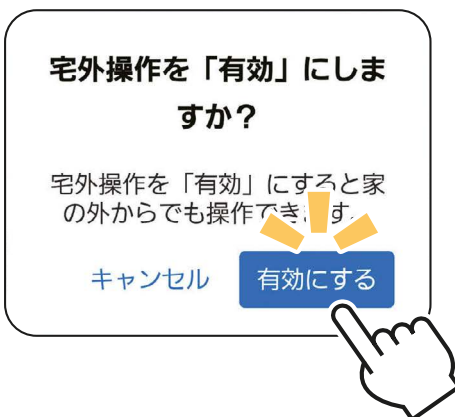 宅外操作を「有効」にしま
すか？
宅外操作を「有効」にすると家
の外からでも操作できます。
キャンセル
有効にする